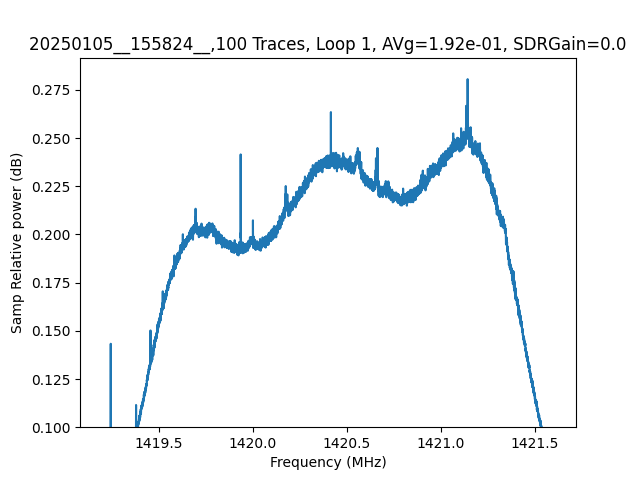 20250105__155824__,100 Traces, Loop 1, AVg=1.92e-01, SDRGain=0.0
0.275
0.250
0.225
0.200
0.175
0.150
0.125
0.100
Samp Relative power (dB)
1419.5 1420.0 1420.5 1421.0 1421.5
Frequency (MHz)